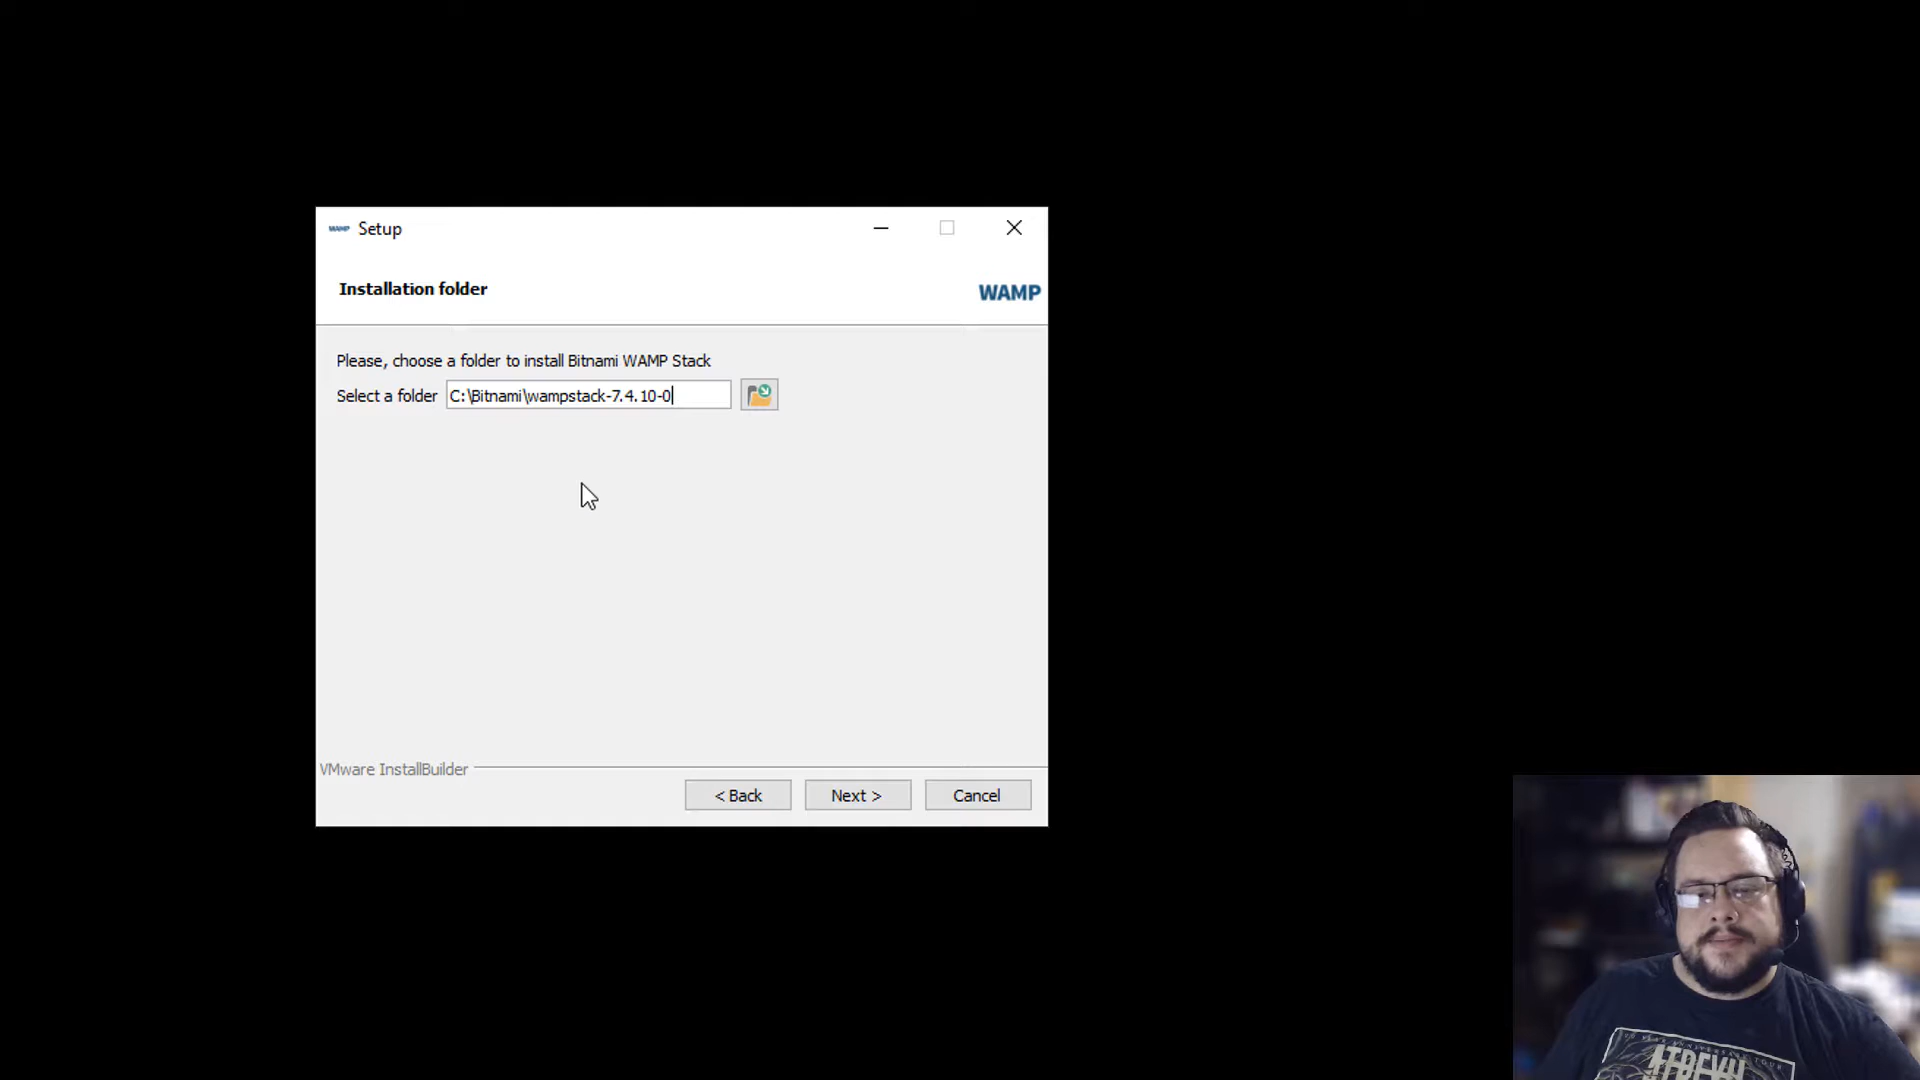 WAMP Setup
Installation folder
WAMP
Please, choose a folder to install Bitnami WAMP Stack
Select a folder C:\Bitnami\wampstack-7.4.10-0
VMware InstallBuilder
< Back Next > Cancel